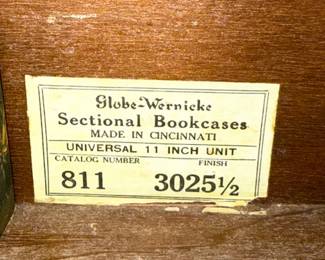 Globe-Wernicke
Sectional Bookcases
MADE IN CINCINNATI
UNIVERSAL 11 INCH UNIT
CATALOG NUMBER FINISH
811 3025½